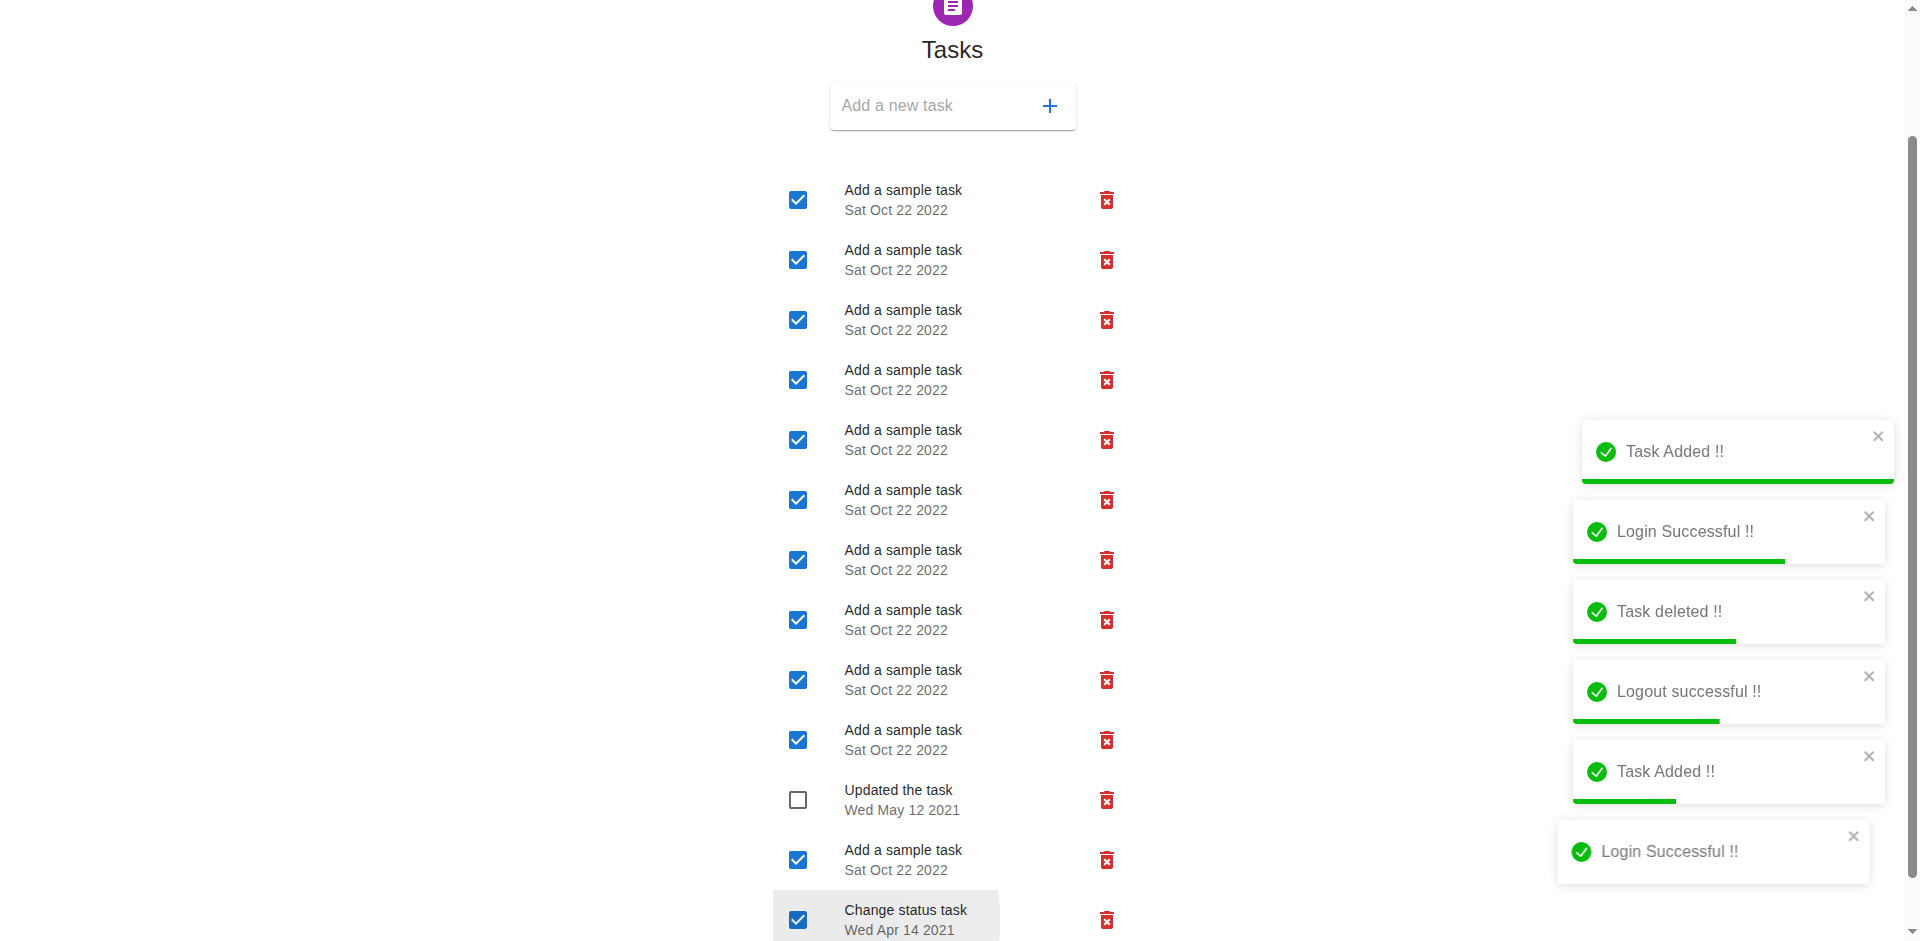 Tasks
Add a new task
Add a sample task
Sat Oct 22 2022
Add a sample task
Sat Oct 22 2022
Add a sample task
Sat Oct 22 2022
Add a sample task
Sat Oct 22 2022
Add a sample task
Sat Oct 22 2022
Add a sample task
Sat Oct 22 2022
Add a sample task
Sat Oct 22 2022
Add a sample task
Sat Oct 22 2022
Add a sample task
Sat Oct 22 2022
Add a sample task
Sat Oct 22 2022
Updated the task
Wed May 12 2021
Add a sample task
Sat Oct 22 2022
Change status task
Wed Apr 14 2021
Task Added !!
Login Successful !!
Task deleted !!
Logout successful !!
Task Added !!
Login Successful !!